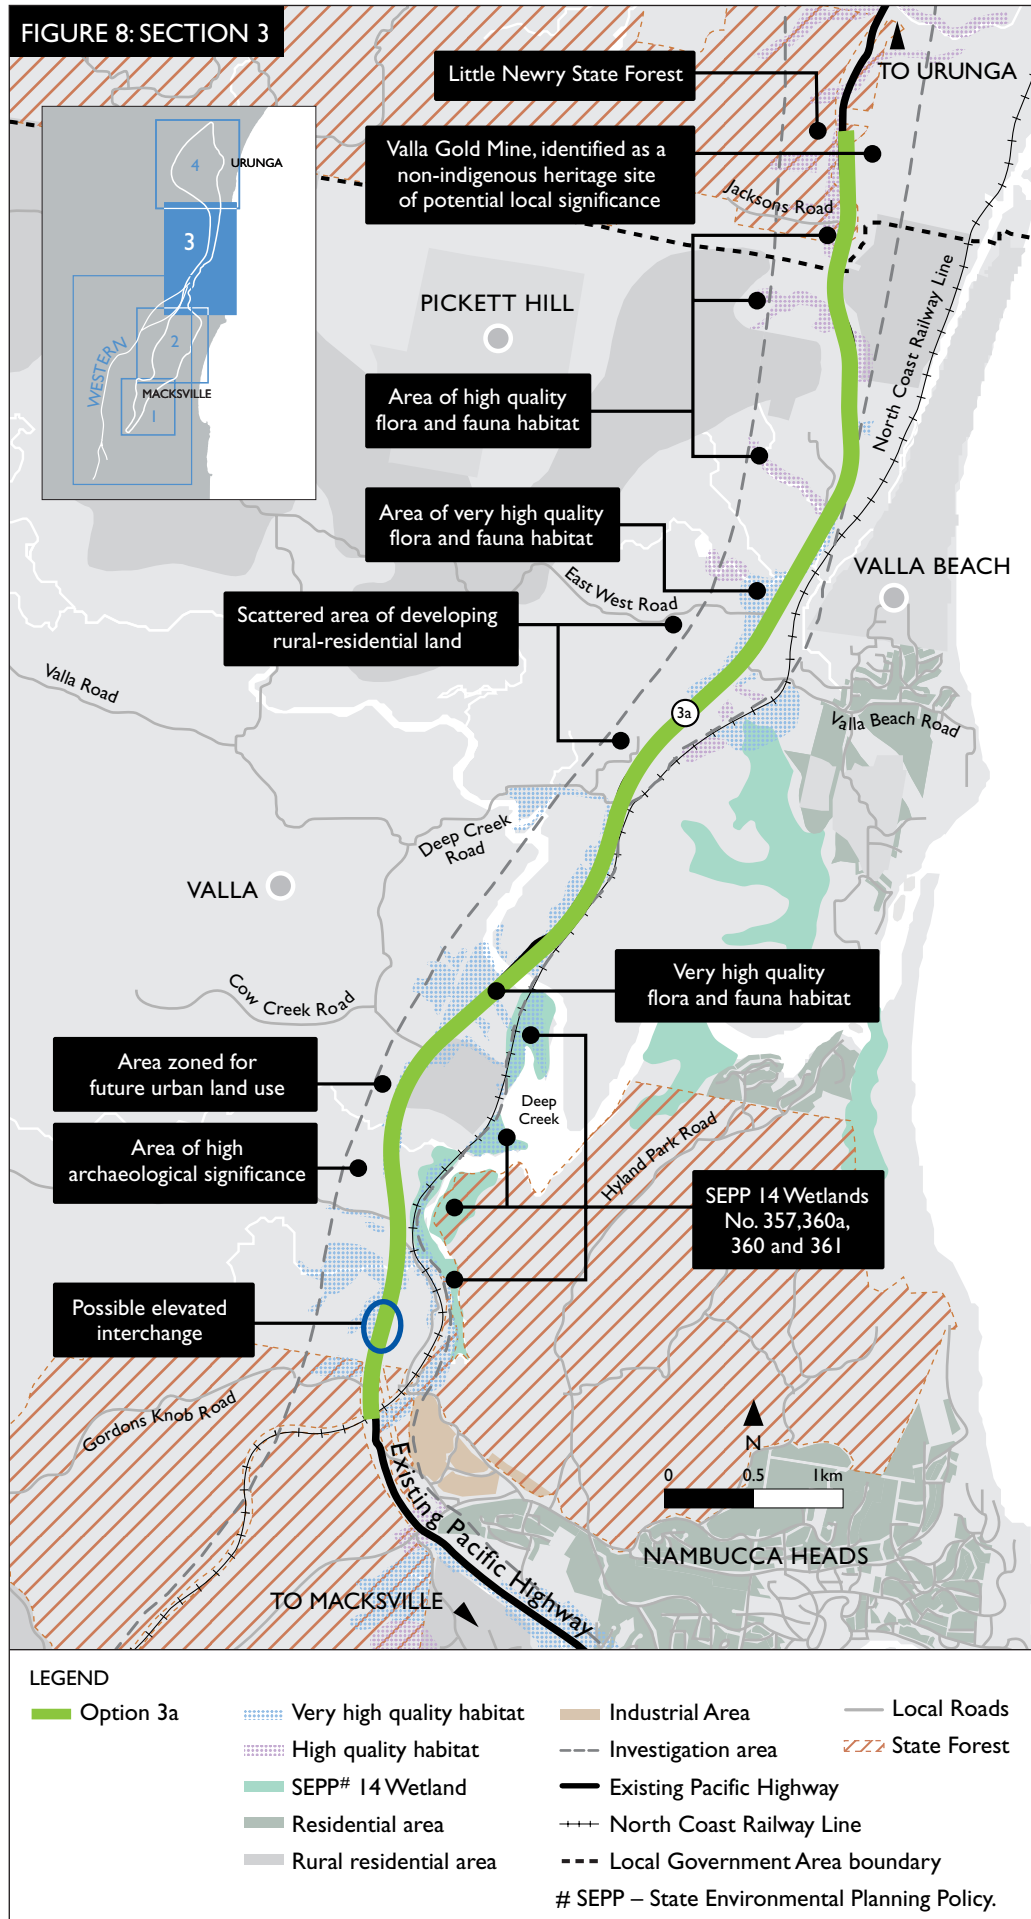 FIGURE 8: SECTION 3
TO URUNGA
Little Newry State Forest
Valla Gold Mine, identified as a
non-indigenous heritage site
of potential local significance
Jacksons Road
4
URUNGA
3
2
WESTERN
MACKSVILLE
1
PICKETT HILL
North Coast Railway Line
Area of high quality
flora and fauna habitat
Area of very high quality
flora and fauna habitat
VALLA BEACH
East West Road
Scattered area of developing
rural-residential land
Valla Road
3a
Valla Beach Road
Deep Creek
Road
VALLA
Very high quality
flora and fauna habitat
Cow Creek Road
Area zoned for
future urban land use
Deep
Creek
Hyland Park Road
Area of high
archaeological significance
SEPP 14 Wetlands
No. 357,360a,
360 and 361
Possible elevated
interchange
Gordons Knob Road
N
0 0.5 1km
Existing Pacific Highway
NAMBUCCA HEADS
TO MACKSVILLE
LEGEND
Option 3a
Very high quality habitat
High quality habitat
SEPP# 14 Wetland
Residential area
Rural residential area
Industrial Area
Investigation area
Existing Pacific Highway
North Coast Railway Line
Local Government Area boundary
Local Roads
State Forest
# SEPP – State Environmental Planning Policy.